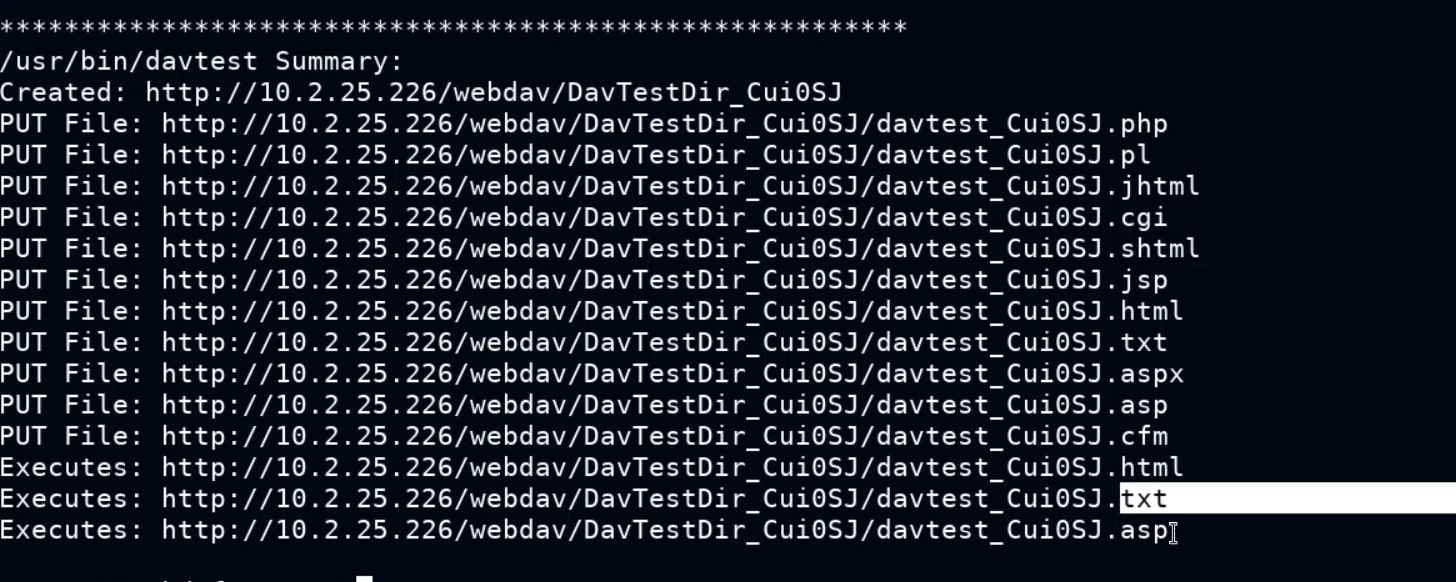 ********************************************************
/usr/bin/davtest Summary:
Created: http://10.2.25.226/webdav/DavTestDir_Cui0SJ
PUT File: http://10.2.25.226/webdav/DavTestDir_Cui0SJ/davtest_Cui0SJ.php
PUT File: http://10.2.25.226/webdav/DavTestDir_Cui0SJ/davtest_Cui0SJ.pl
PUT File: http://10.2.25.226/webdav/DavTestDir_Cui0SJ/davtest_Cui0SJ.jhtml
PUT File: http://10.2.25.226/webdav/DavTestDir_Cui0SJ/davtest_Cui0SJ.cgi
PUT File: http://10.2.25.226/webdav/DavTestDir_Cui0SJ/davtest_Cui0SJ.shtml
PUT File: http://10.2.25.226/webdav/DavTestDir_Cui0SJ/davtest_Cui0SJ.jsp
PUT File: http://10.2.25.226/webdav/DavTestDir_Cui0SJ/davtest_Cui0SJ.html
PUT File: http://10.2.25.226/webdav/DavTestDir_Cui0SJ/davtest_Cui0SJ.txt
PUT File: http://10.2.25.226/webdav/DavTestDir_Cui0SJ/davtest_Cui0SJ.aspx
PUT File: http://10.2.25.226/webdav/DavTestDir_Cui0SJ/davtest_Cui0SJ.asp
PUT File: http://10.2.25.226/webdav/DavTestDir_Cui0SJ/davtest_Cui0SJ.cfm
Executes: http://10.2.25.226/webdav/DavTestDir_Cui0SJ/davtest_Cui0SJ.html
Executes: http://10.2.25.226/webdav/DavTestDir_Cui0SJ/davtest_Cui0SJ.txt
Executes: http://10.2.25.226/webdav/DavTestDir_Cui0SJ/davtest_Cui0SJ.asp